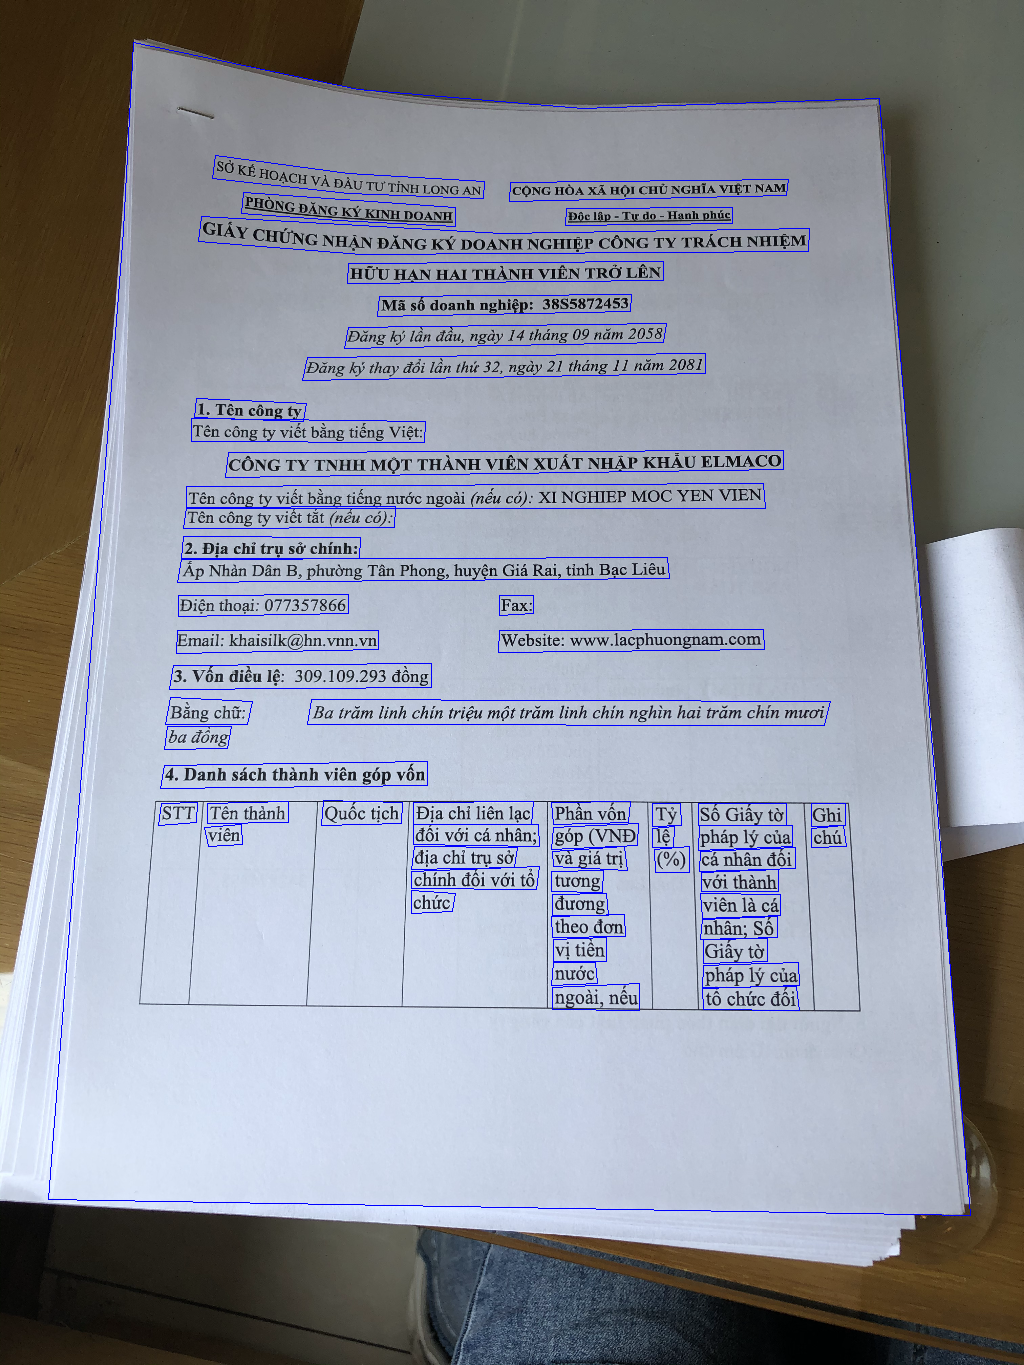 SỞ KẾ HOẠCH VÀ ĐẦU TƯ TỈNH LONG AN
CỘNG HÒA XÃ HỘI CHỦ NGHĨA VIỆT NAM
PHÒNG ĐĂNG KÝ KINH DOANH
Độc lập - Tự do - Hạnh phúc
GIẤY CHỨNG NHẬN ĐĂNG KÝ DOANH NGHIỆP CÔNG TY TRÁCH NHIỆM
HỮU HẠN HAI THÀNH VIÊN TRỞ LÊN
Mã số doanh nghiệp: 38S5872453
Đăng ký lần đầu, ngày 14 tháng 09 năm 2058
Đăng ký thay đổi lần thứ 32, ngày 21 tháng 11 năm 2081
1. Tên công ty
Tên công ty viết bằng tiếng Việt:
CÔNG TY TNHH MỘT THÀNH VIÊN XUẤT NHẬP KHẨU ELMACO
Tên công ty viết bằng tiếng nước ngoài (nếu có): XI NGHIEP MOC YEN VIEN
Tên công ty viết tắt (nếu có):
2. Địa chỉ trụ sở chính:
Ấp Nhàn Dân B, phường Tân Phong, huyện Giá Rai, tỉnh Bạc Liêu
Điện thoại: 077357866
Fax:
Email: khaisilk@hn.vnn.vn
Website: www.lacphuongnam.com
3. Vốn điều lệ: 309.109.293 đồng
Bằng chữ: Ba trăm linh chín triệu một trăm linh chín nghìn hai trăm chín mươi
ba đồng
4. Danh sách thành viên góp vốn
STT
Tên thành
viên
Quốc tịch
Địa chỉ liên lạc
đối với cá nhân;
địa chỉ trụ sở
chính đối với tổ
chức
Phần vốn
góp (VNĐ
và giá trị
tương
đương
theo đơn
vị tiền
nước
ngoài, nếu
Tỷ
lệ
(%)
Số Giấy tờ
pháp lý của
cá nhân đối
với thành
viên là cá
nhân; Số
Giấy tờ
pháp lý của
tổ chức đối
Ghi
chú